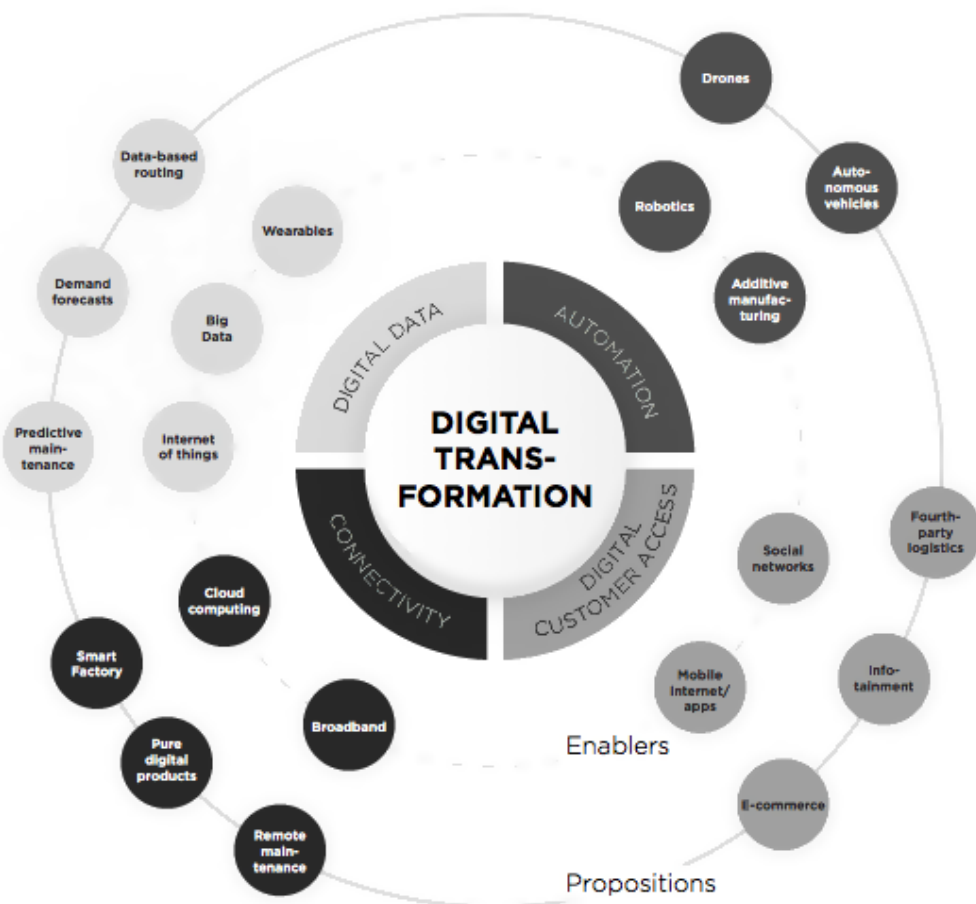 Drones
Data-based
routing
Auto-
nomous
vehicles
Robotics
Wearables
Demand
forecasts
Additive
manufac-
turing
Big
Data
DIGITAL DATA
AUTOMATION
DIGITAL
TRANS-
FORMATION
Predictive
main-
tenance
Internet
of things
CONNECTIVITY
DIGITAL
CUSTOMER ACCESS
Fourth-
party
logistics
Social
networks
Cloud
computing
Smart
Factory
Info-
tainment
Mobile
Internet/
apps
Broadband
Enablers
Pure
digital
products
E-commerce
Remote
main-
tenance
Propositions